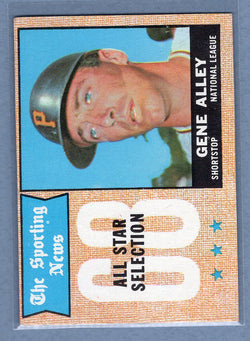 P
GENE ALLEY
NATIONAL LEAGUE
SHORTSTOP
The Sporting
News
68
ALL STAR
SELECTION